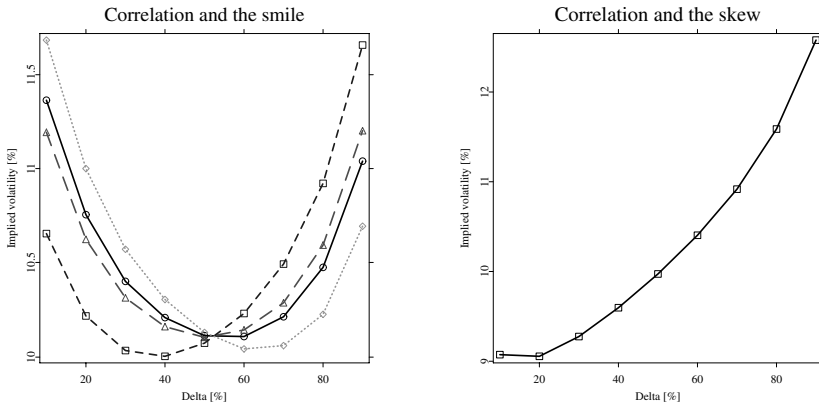 Correlation and the smile
Implied volatility [%]
10
10.5
11
11.5
20
40
60
80
Delta [%]
Correlation and the skew
Implied volatility [%]
9
10
11
12
20
40
60
80
Delta [%]